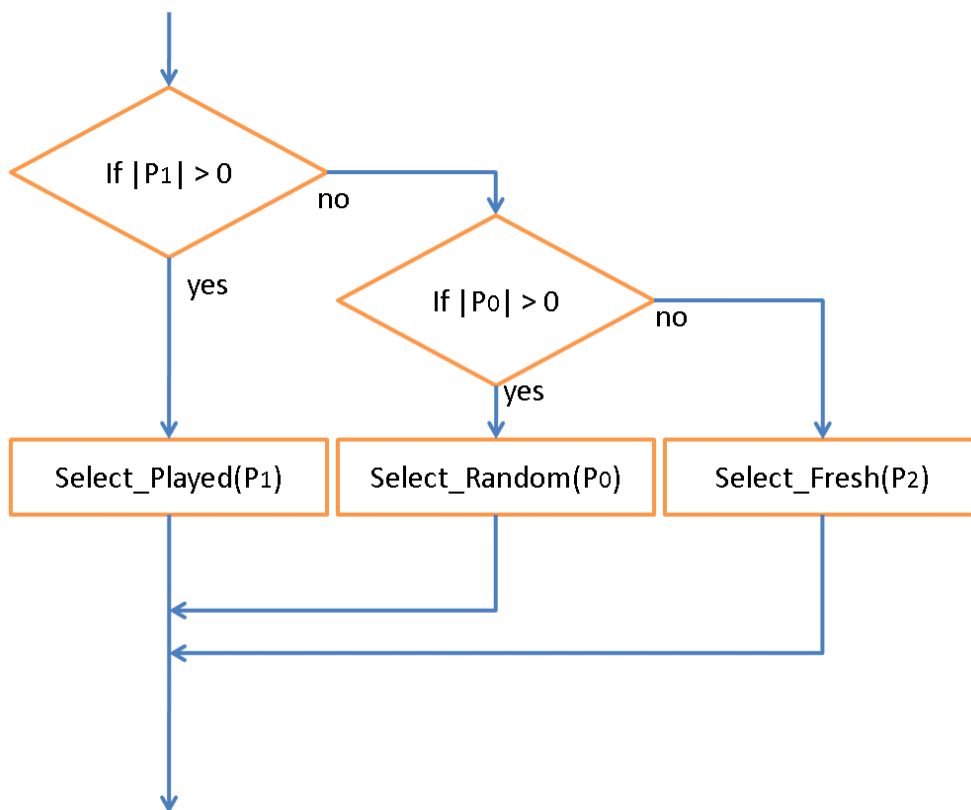 If |P1| > 0
no
yes
If |P0| > 0
no
yes
Select_Played(P1)
Select_Random(P0)
Select_Fresh(P2)